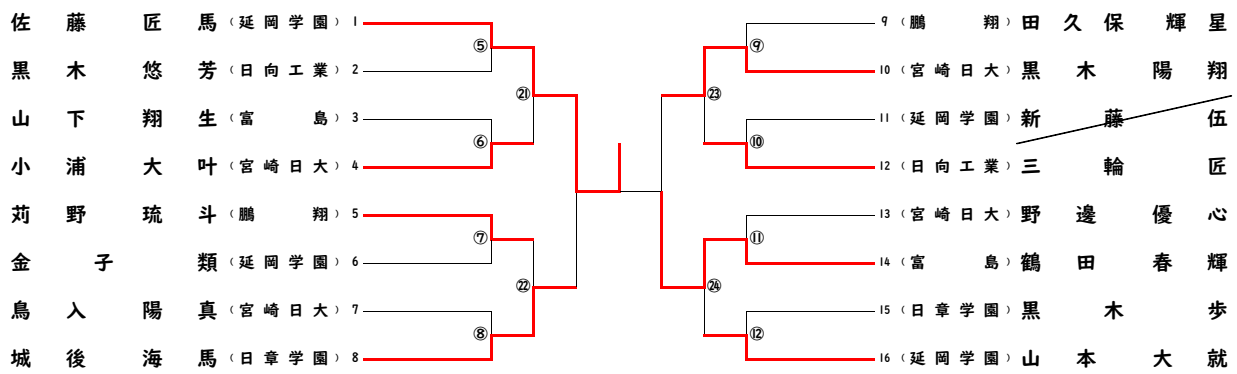 佐藤匠馬（延岡学園）1
黒木悠芳（日向工業）2
山下翔生（富島）3
小浦大叶（宮崎日大）4
苅野琉斗（鵬翔）5
金子類（延岡学園）6
鳥入陽真（宮崎日大）7
城後海馬（日章学園）8
⑤
⑥
⑦
⑧
㉑
㉒
㉓
㉔
⑨
⑩
⑪
⑫
9（鵬翔）田久保輝星
10（宮崎日大）黒木陽翔
11（延岡学園）新藤伍
12（日向工業）三輪匠
13（宮崎日大）野邊優心
14（富島）鶴田春輝
15（日章学園）黒木歩
16（延岡学園）山本大就